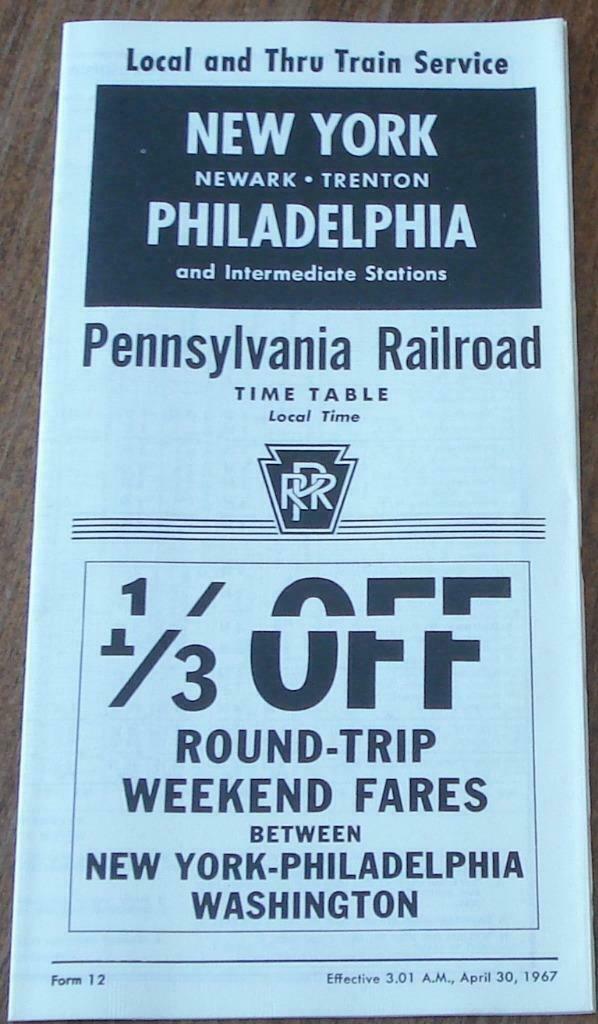 Local and Thru Train Service
NEW YORK
NEWARK • TRENTON
PHILADELPHIA
and Intermediate Stations
Pennsylvania Railroad
TIME TABLE
Local Time
PRR
1/3 OFF
ROUND-TRIP
WEEKEND FARES
BETWEEN
NEW YORK-PHILADELPHIA
WASHINGTON
Form 12
Effective 3.01 A.M., April 30, 1967